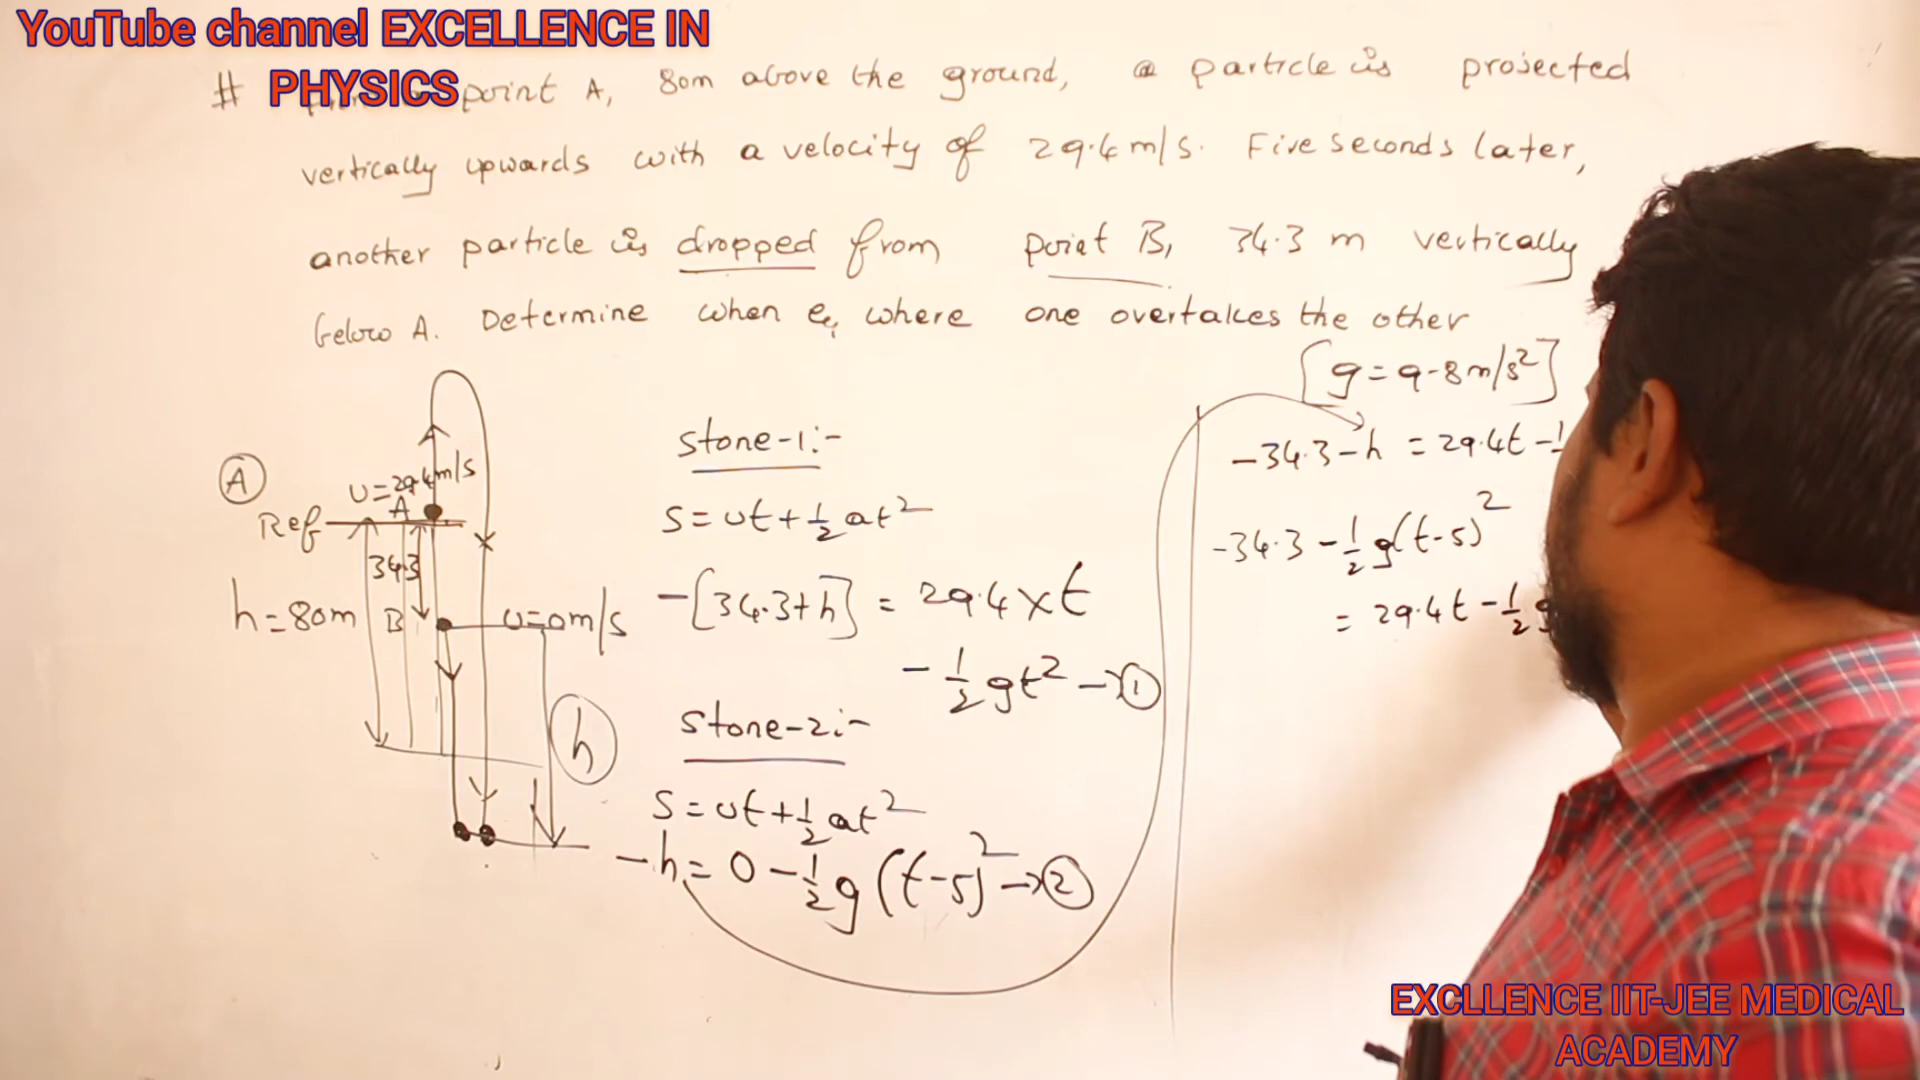 YouTube channel EXCELLENCE IN
PHYSICS
# point A, 80m above the ground, a particle is projected
vertically upwards with a velocity of 29.4 m/s. Five seconds later,
another particle is dropped from point B, 34.3 m vertically
below A. Determine when & where one overtakes the other
[g = 9.8 m/s²]
A
u=29.4m/s
A
Ref
34.3
h=80m
B
u=0m/s
h
Stone-1:-
s=ut+½at²
-[34.3+h] = 29.4×t
-½gt² → ①
Stone-2:-
s=ut+½at²
-h=0-½g(t-5)² → ②
-34.3-h = 29.4t-
-34.3-½g(t-5)²
= 29.4t-½
EXCLLENCE IIT-JEE MEDICAL
ACADEMY